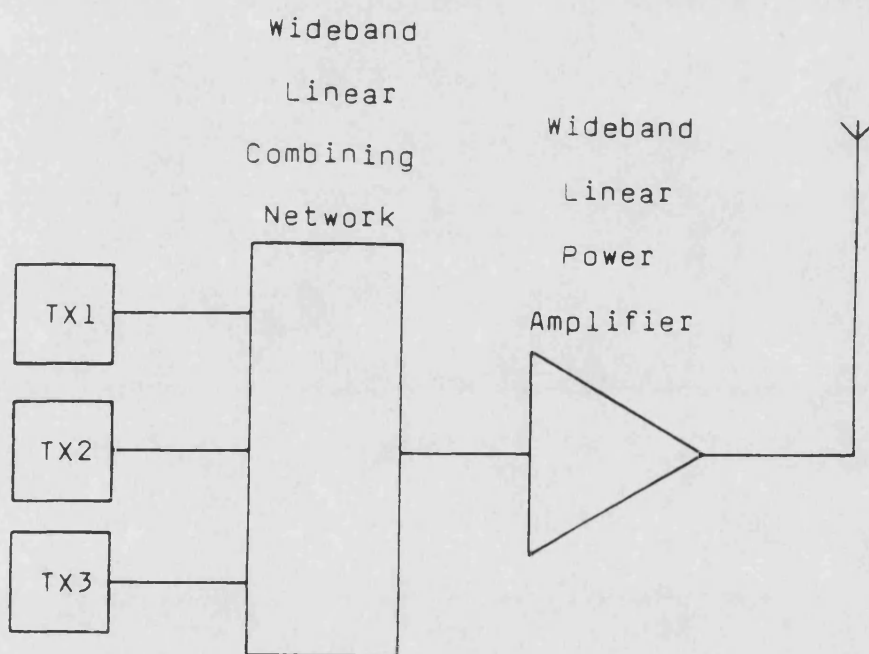 Wideband
Linear
Combining
Network
Wideband
Linear
Power
Amplifier
TX1
TX2
TX3